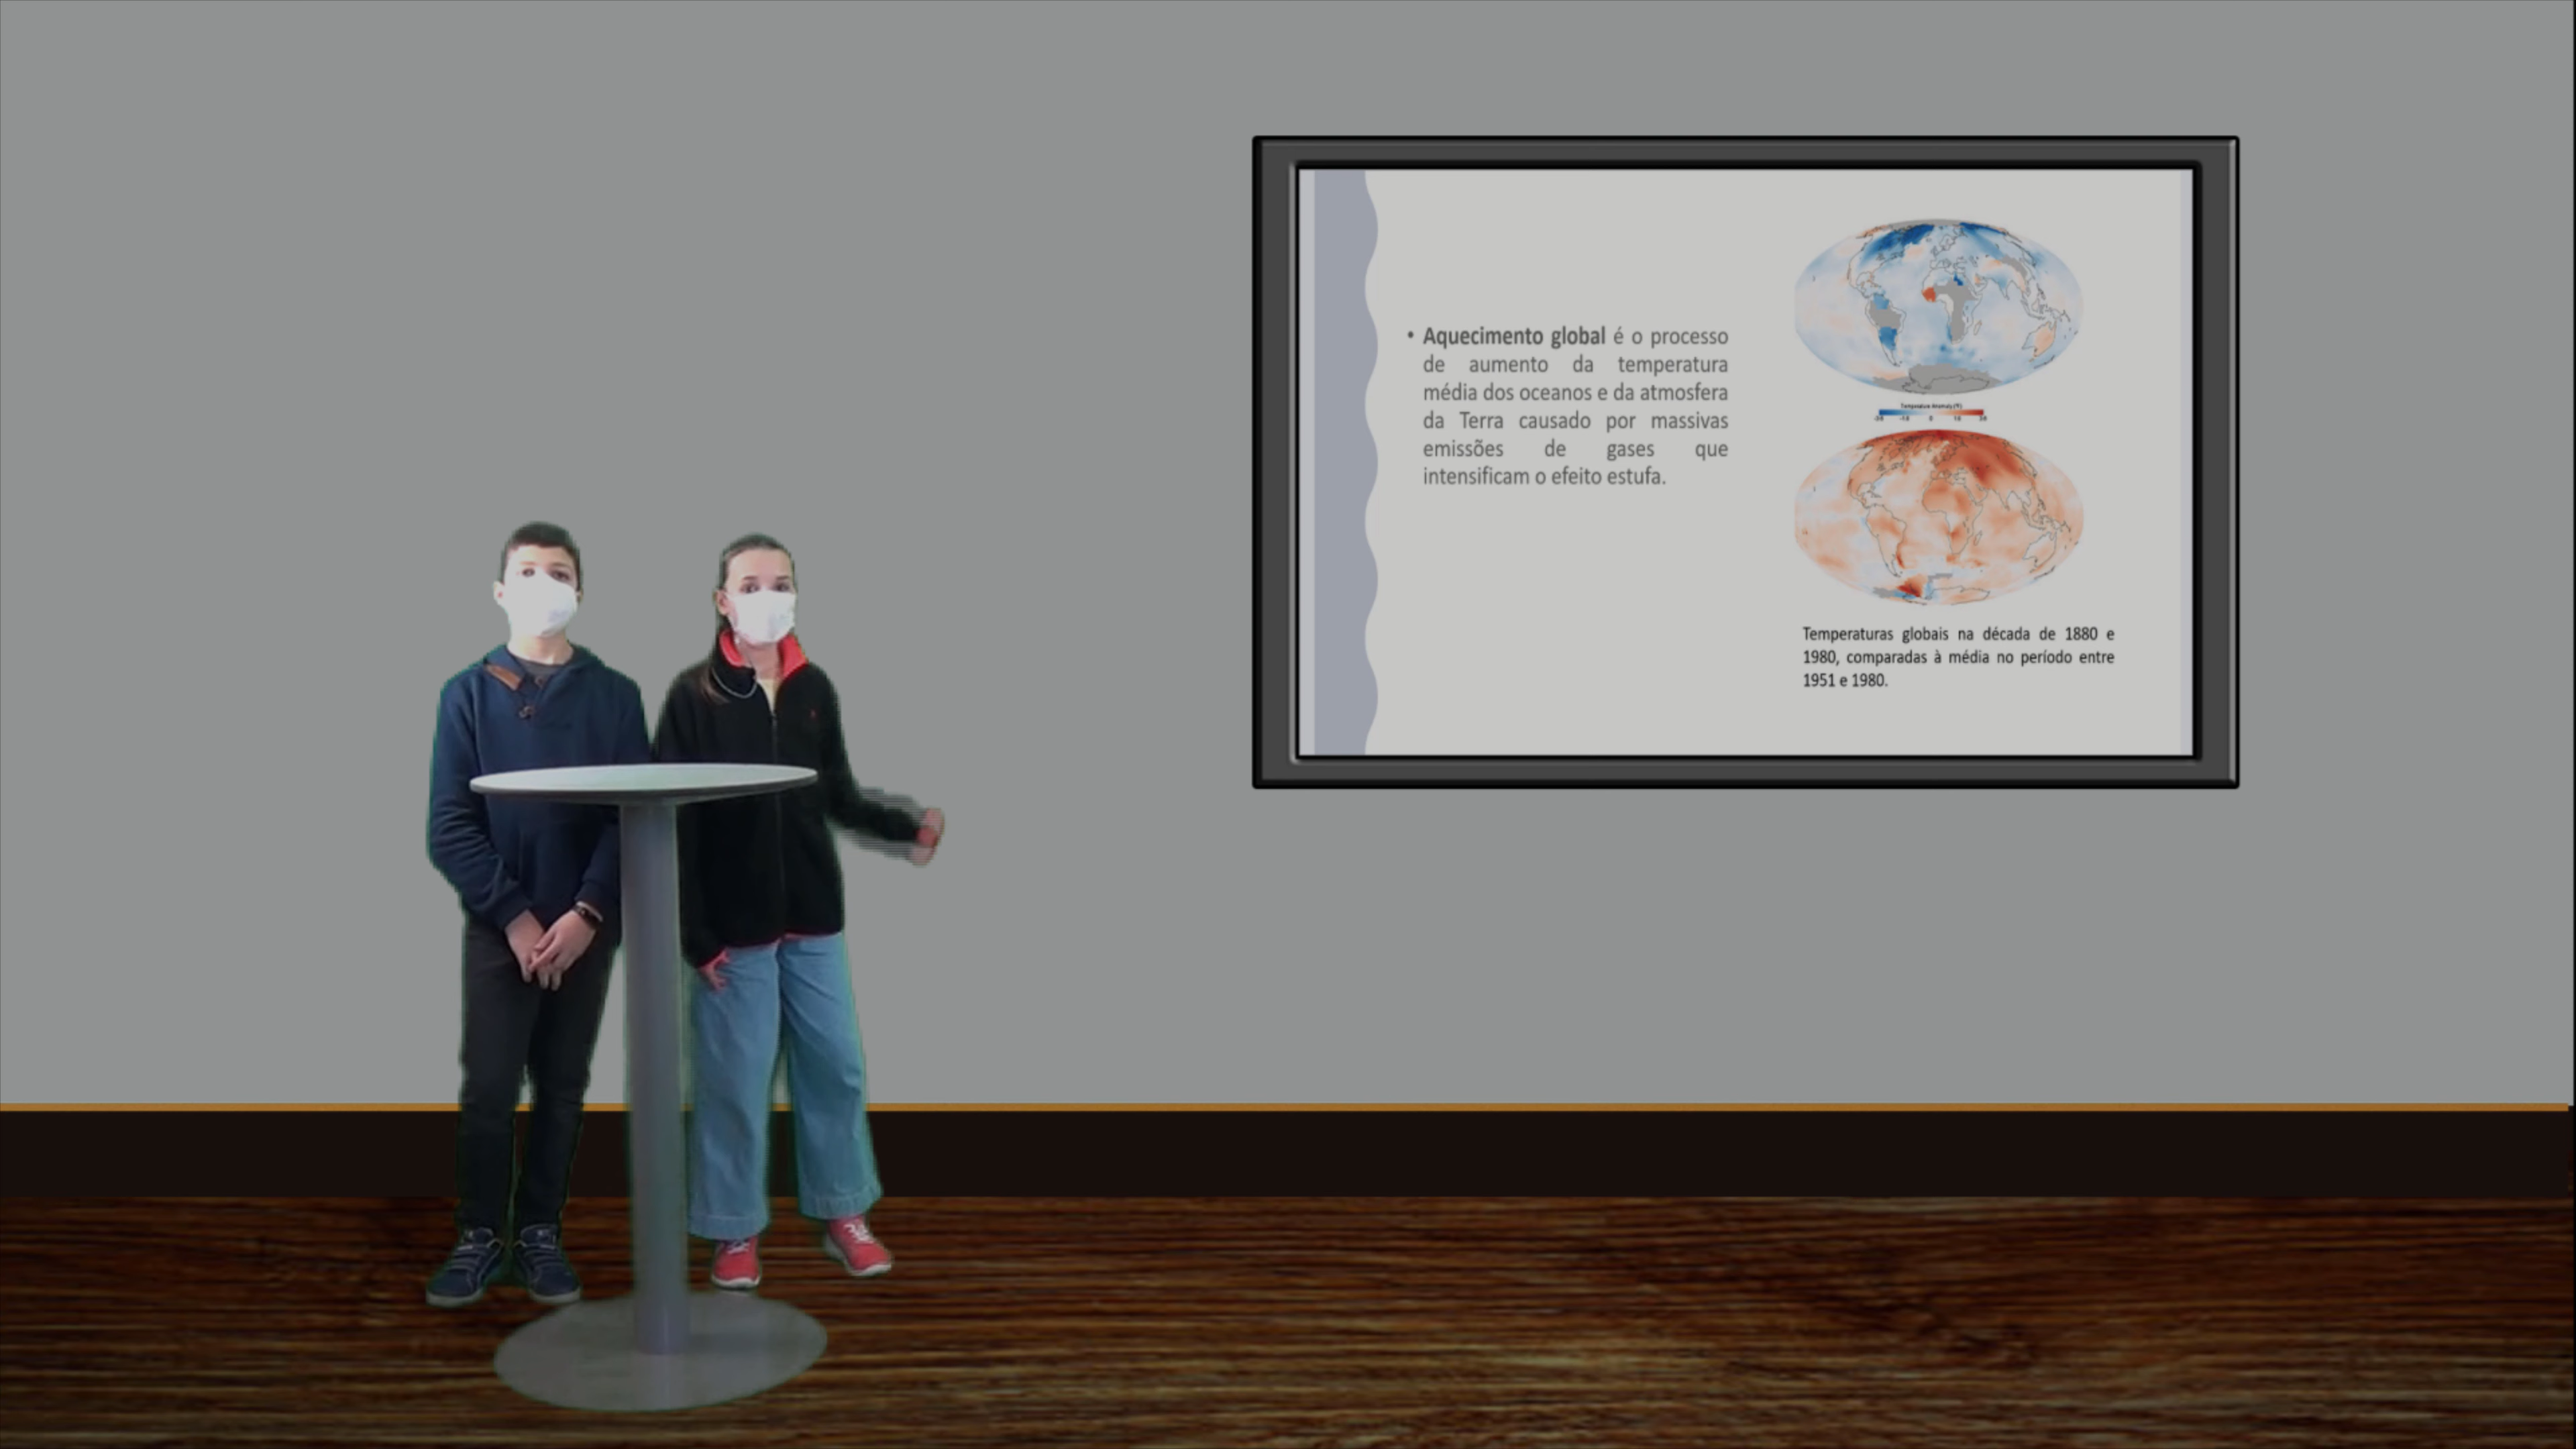 • Aquecimento global é o processo
de aumento da temperatura
média dos oceanos e da atmosfera
da Terra causado por massivas
emissões de gases que
intensificam o efeito estufa.
Temperature Anomaly (°F)
Temperaturas globais na década de 1880 e
1980, comparadas à média no período entre
1951 e 1980.